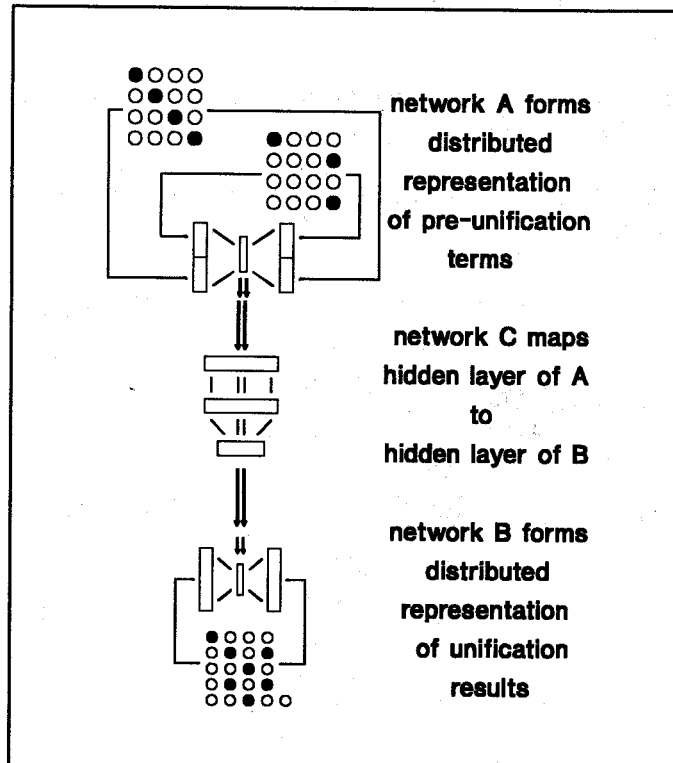 network A forms
distributed
representation
of pre-unification
terms
network C maps
hidden layer of A
to
hidden layer of B
network B forms
distributed
representation
of unification
results